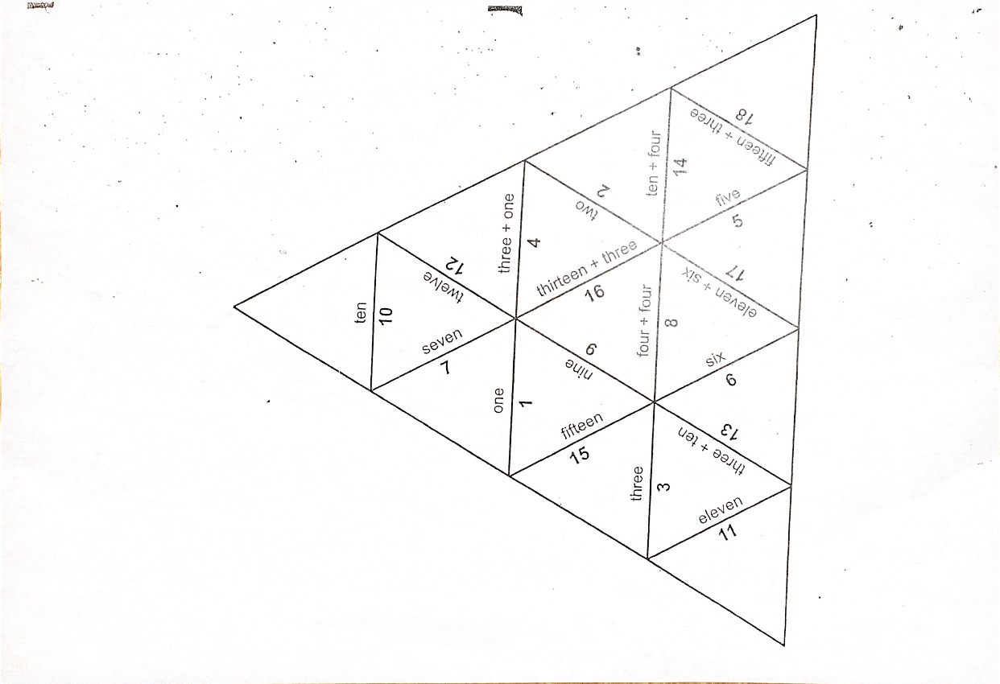 18
fifteen + three
ten + four
14
five
5
2
two
three + one
4
thirteen + three
16
17
eleven + six
four + four
8
six
6
12
twelve
ten
10
seven
7
9
nine
one
1
fifteen
15
13
three + ten
three
3
eleven
11